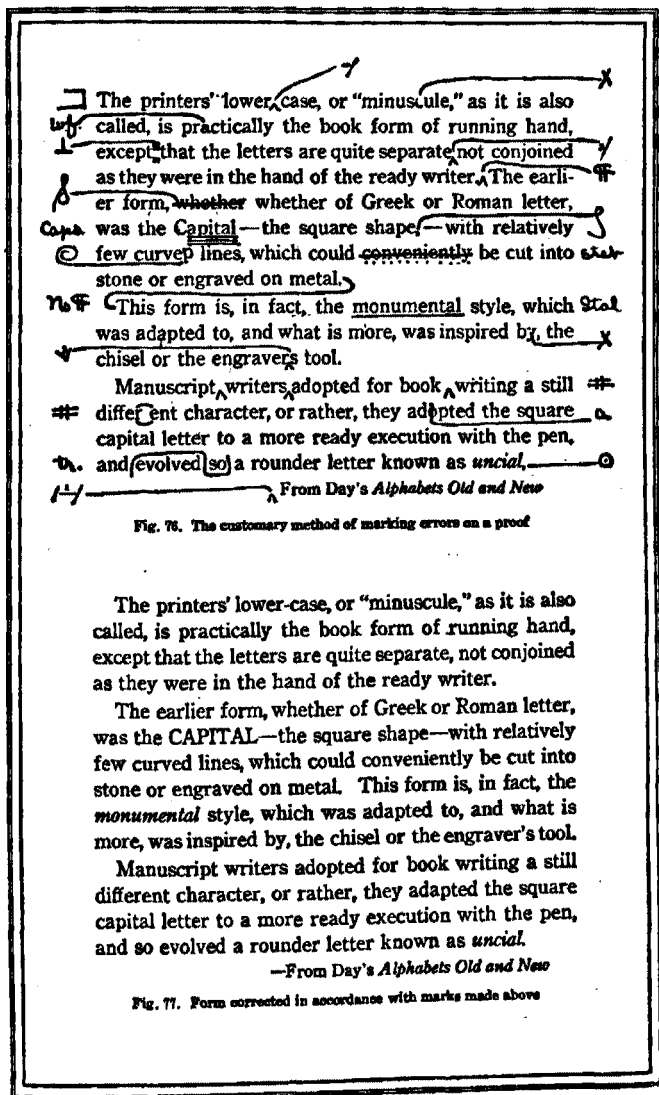 The printers' lower case, or "minuscule," as it is also
wf. called, is practically the book form of running hand,
except that the letters are quite separate not conjoined
as they were in the hand of the ready writer. The earli-
er form, whether whether of Greek or Roman letter,
Caps was the Capital—the square shape!—with relatively
few curved lines, which could conveniently be cut into stet
stone or engraved on metal.
no ¶ This form is, in fact, the monumental style, which Ital
was adapted to, and what is more, was inspired by, the X
chisel or the engravers tool.
Manuscript writers adopted for book writing a still #
# different character, or rather, they adopted the square a
capital letter to a more ready execution with the pen,
tr. and evolved so a rounder letter known as uncial,
From Day's Alphabets Old and New
Fig. 76. The customary method of marking errors on a proof
The printers' lower-case, or "minuscule," as it is also
called, is practically the book form of running hand,
except that the letters are quite separate, not conjoined
as they were in the hand of the ready writer.
The earlier form, whether of Greek or Roman letter,
was the CAPITAL—the square shape—with relatively
few curved lines, which could conveniently be cut into
stone or engraved on metal. This form is, in fact, the
monumental style, which was adapted to, and what is
more, was inspired by, the chisel or the engraver's tool.
Manuscript writers adopted for book writing a still
different character, or rather, they adapted the square
capital letter to a more ready execution with the pen,
and so evolved a rounder letter known as uncial.
—From Day's Alphabets Old and New
Fig. 77. Form corrected in accordance with marks made above